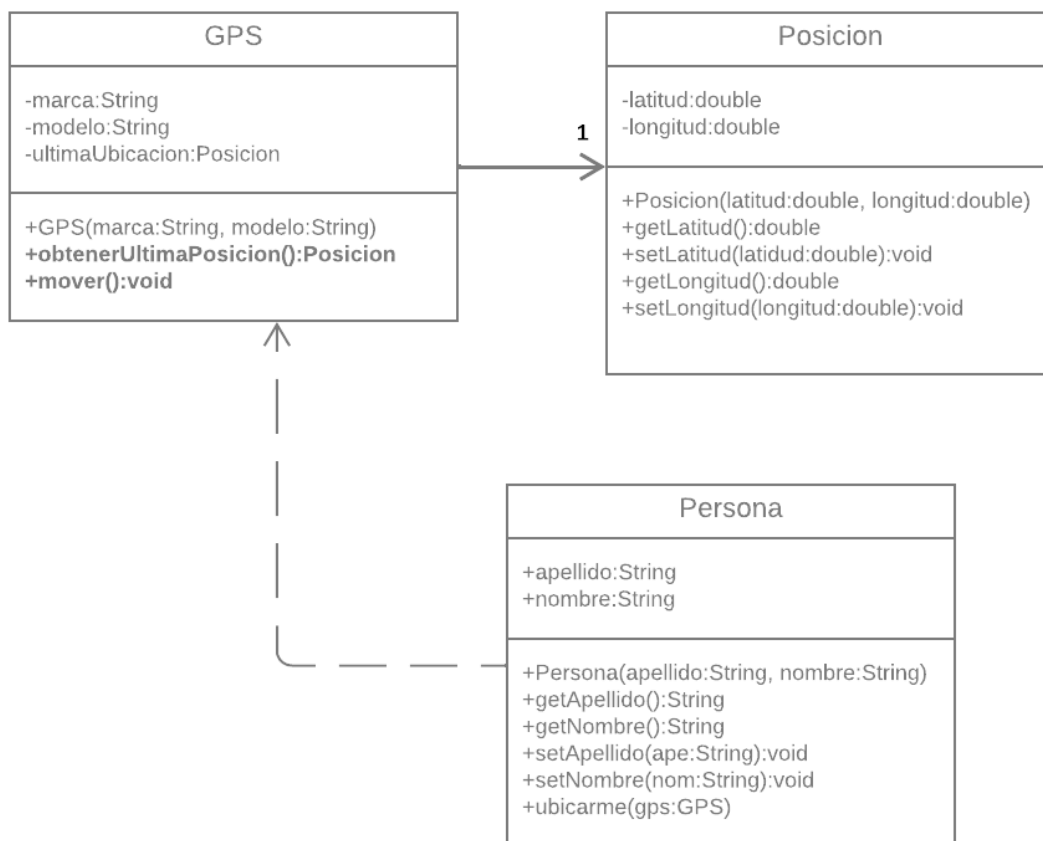 GPS
-marca:String
-modelo:String
-ultimaUbicacion:Posicion
+GPS(marca:String, modelo:String)
+obtenerUltimaPosicion():Posicion
+mover():void
1
Posicion
-latitud:double
-longitud:double
+Posicion(latitud:double, longitud:double)
+getLatitud():double
+setLatitud(latidud:double):void
+getLongitud():double
+setLongitud(longitud:double):void
Persona
+apellido:String
+nombre:String
+Persona(apellido:String, nombre:String)
+getApellido():String
+getNombre():String
+setApellido(ape:String):void
+setNombre(nom:String):void
+ubicarme(gps:GPS)